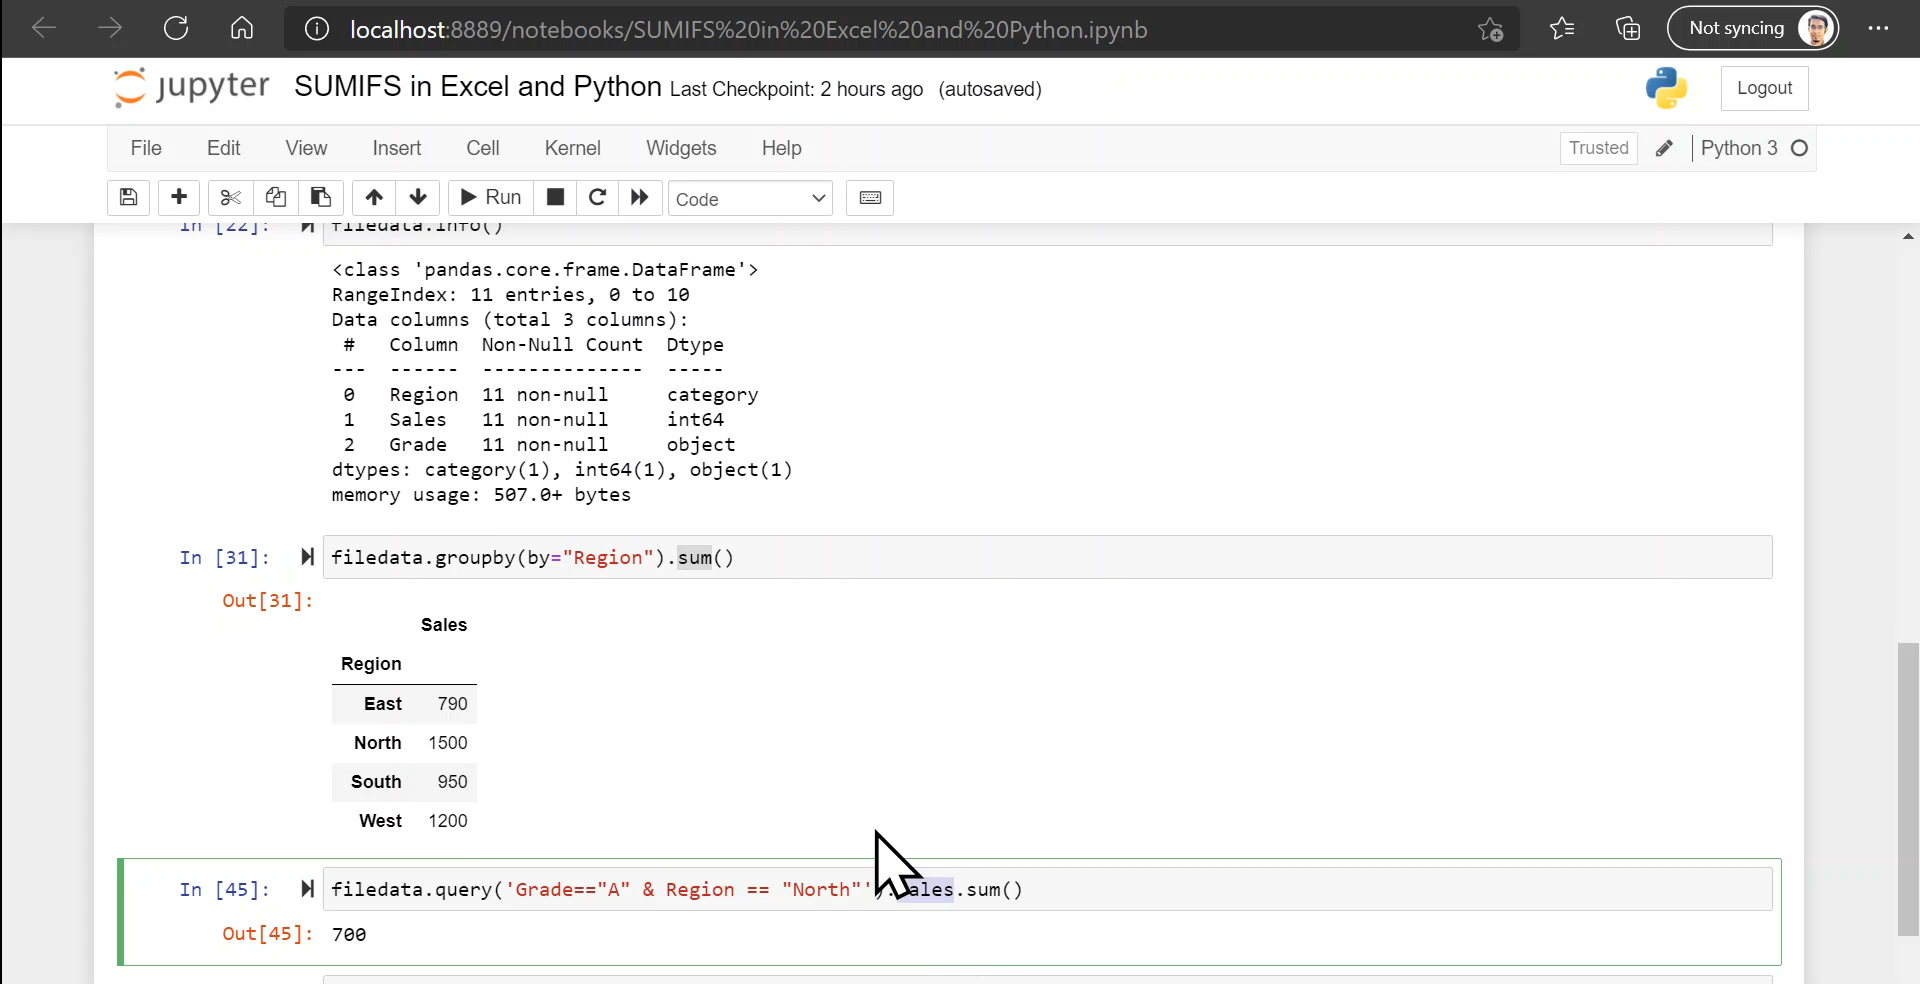 localhost:8889/notebooks/SUMIFS%20in%20Excel%20and%20Python.ipynb
Not syncing
jupyter SUMIFS in Excel and Python Last Checkpoint: 2 hours ago (autosaved)
Logout
File Edit View Insert Cell Kernel Widgets Help
Trusted Python 3
Run Code
In [22]: filedata.info()
<class 'pandas.core.frame.DataFrame'>
RangeIndex: 11 entries, 0 to 10
Data columns (total 3 columns):
# Column Non-Null Count Dtype
--- ------ -------------- -----
0 Region 11 non-null category
1 Sales 11 non-null int64
2 Grade 11 non-null object
dtypes: category(1), int64(1), object(1)
memory usage: 507.0+ bytes
In [31]: filedata.groupby(by="Region").sum()
Out[31]:
Sales
Region
East 790
North 1500
South 950
West 1200
In [45]: filedata.query('Grade=="A" & Region == "North"').Sales.sum()
Out[45]: 700